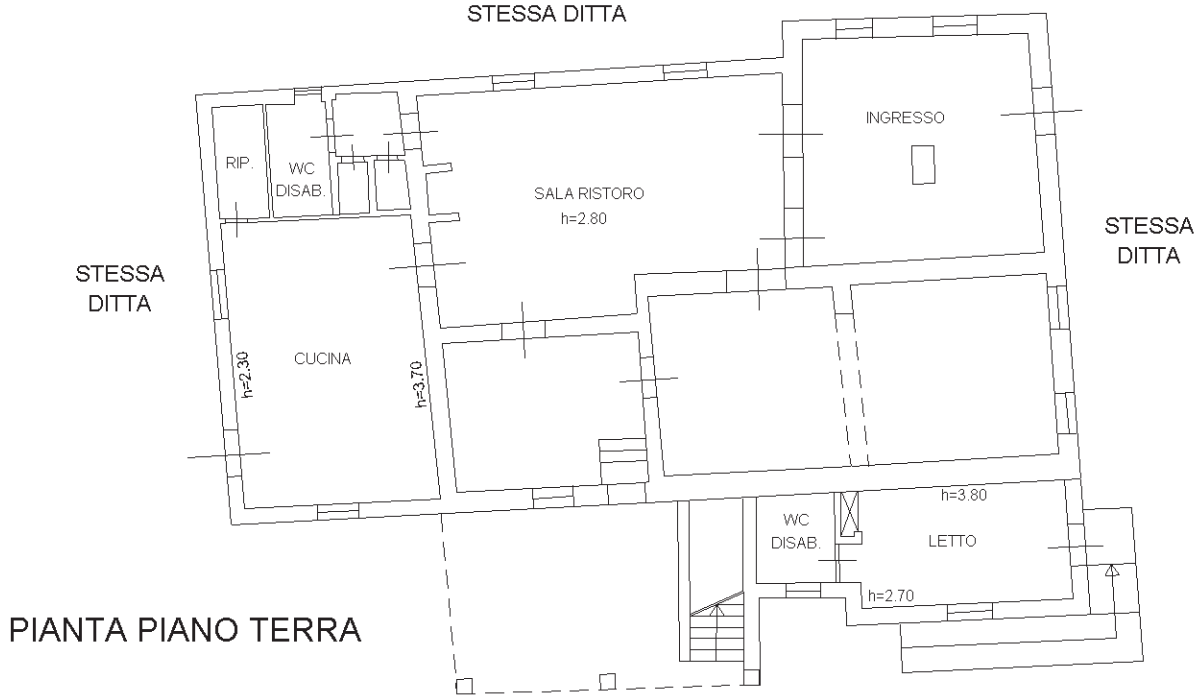 STESSA DITTA
INGRESSO
RIP.
WC
DISAB.
SALA RISTORO
h=2.80
STESSA
DITTA
STESSA
DITTA
CUCINA
h=2.30
h=3.70
h=3.80
WC
DISAB.
LETTO
h=2.70
PIANTA PIANO TERRA